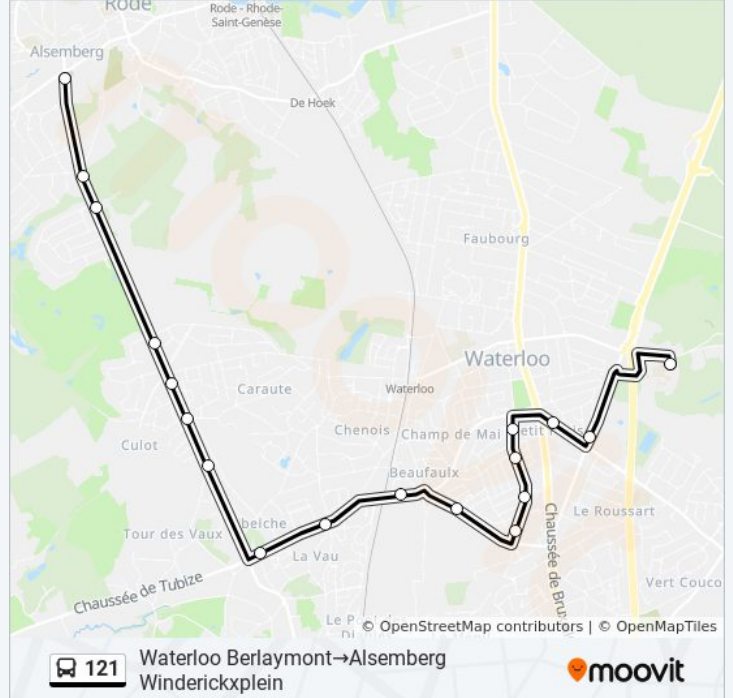 Rode
Rode - Rhode-
Saint-Genèse
Alsemberg
De Hoek
Faubourg
Waterloo
Waterloo
Caraute
Chenois
Champ de Mai
Culot
Beaufaulx
Le Roussart
Tour des Vaux
La Vau
Chaussée de Tubize
Chaussée de Bru
Vert Couco
© OpenStreetMap contributors | © OpenMapTiles
121
Waterloo Berlaymont→Alsemberg
Winderickxplein
moovit